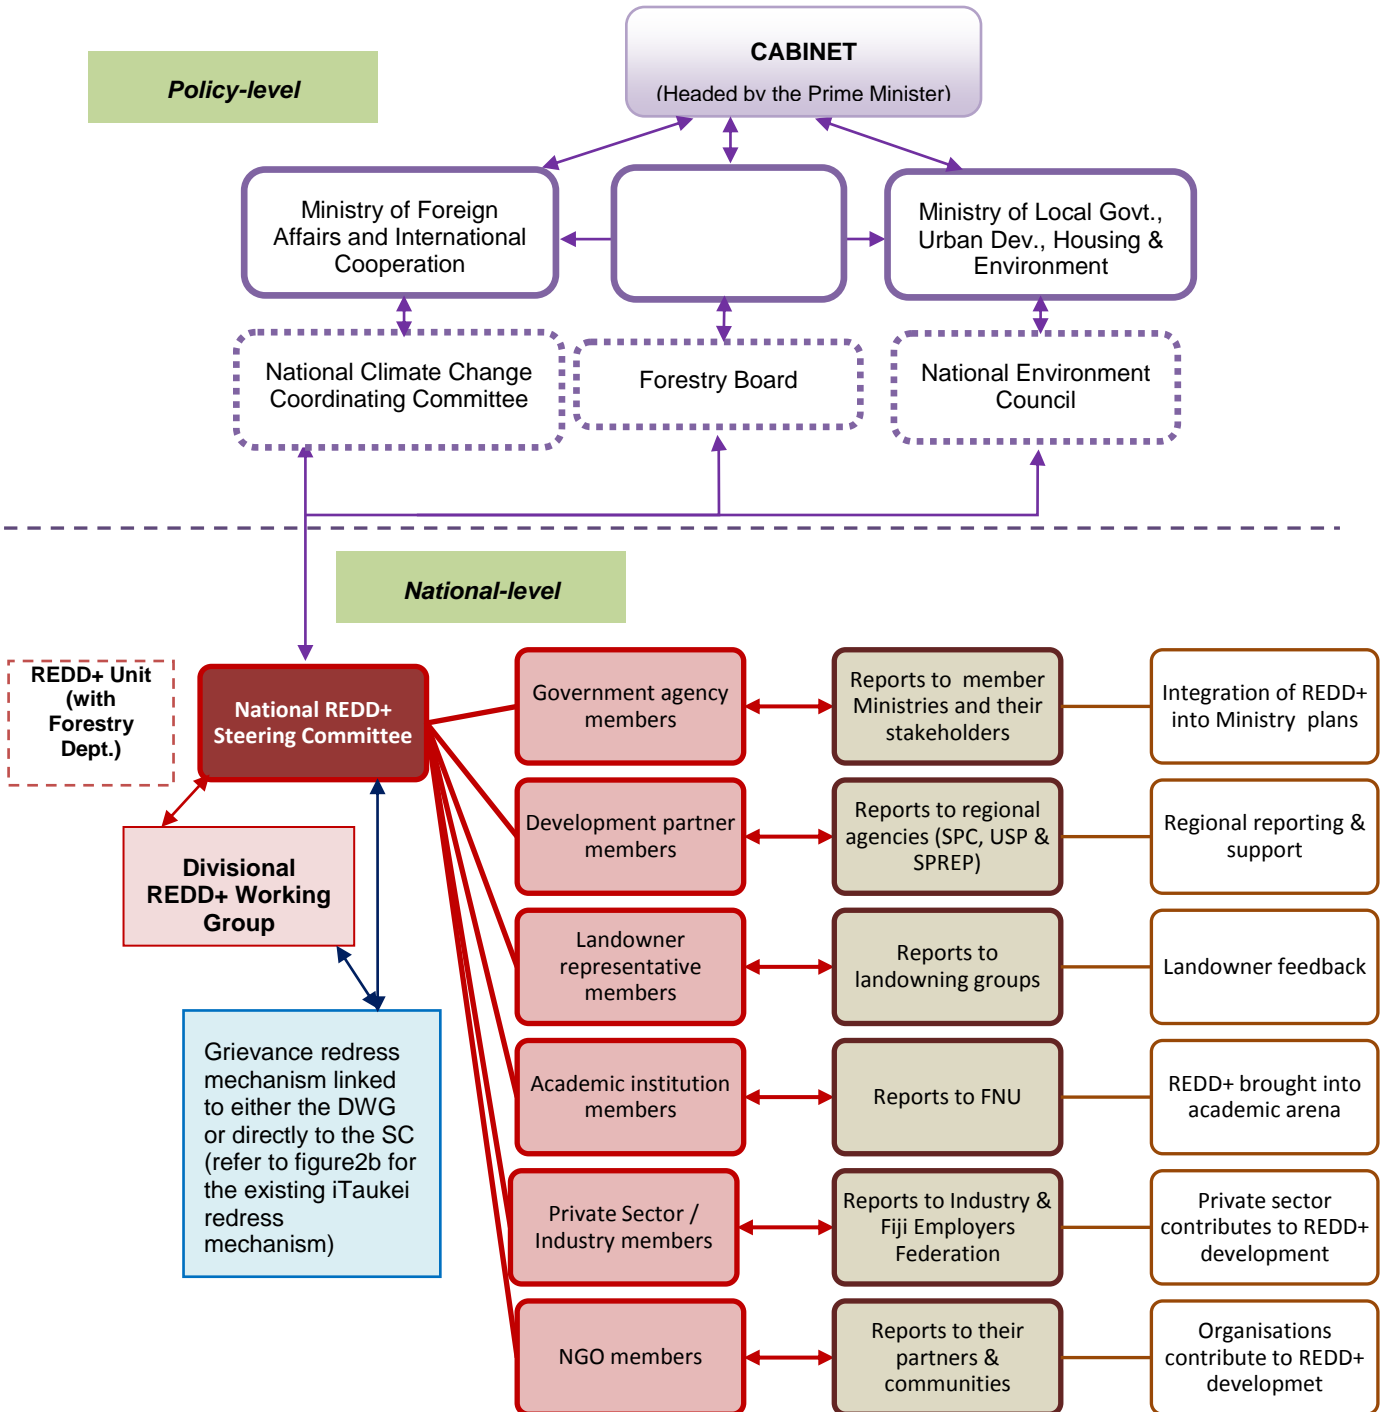 CABINET
(Headed by the Prime Minister)
Policy-level
Ministry of Foreign
Affairs and International
Cooperation
Ministry of Local Govt.,
Urban Dev., Housing &
Environment
National Climate Change
Coordinating Committee
Forestry Board
National Environment
Council
National-level
REDD+ Unit
(with
Forestry
Dept.)
National REDD+
Steering Committee
Government agency
members
Reports to  member
Ministries and their
stakeholders
Integration of REDD+
into Ministry  plans
Development partner
members
Reports to regional
agencies (SPC, USP &
SPREP)
Regional reporting &
support
Divisional
REDD+ Working
Group
Landowner
representative
members
Reports to
landowning groups
Landowner feedback
Grievance redress
mechanism linked
to either the DWG
or directly to the SC
(refer to figure2b for
the existing iTaukei
redress
mechanism)
Academic institution
members
Reports to FNU
REDD+ brought into
academic arena
Private Sector /
Industry members
Reports to Industry &
Fiji Employers
Federation
Private sector
contributes to REDD+
development
NGO members
Reports to their
partners &
communities
Organisations
contribute to REDD+
developmet